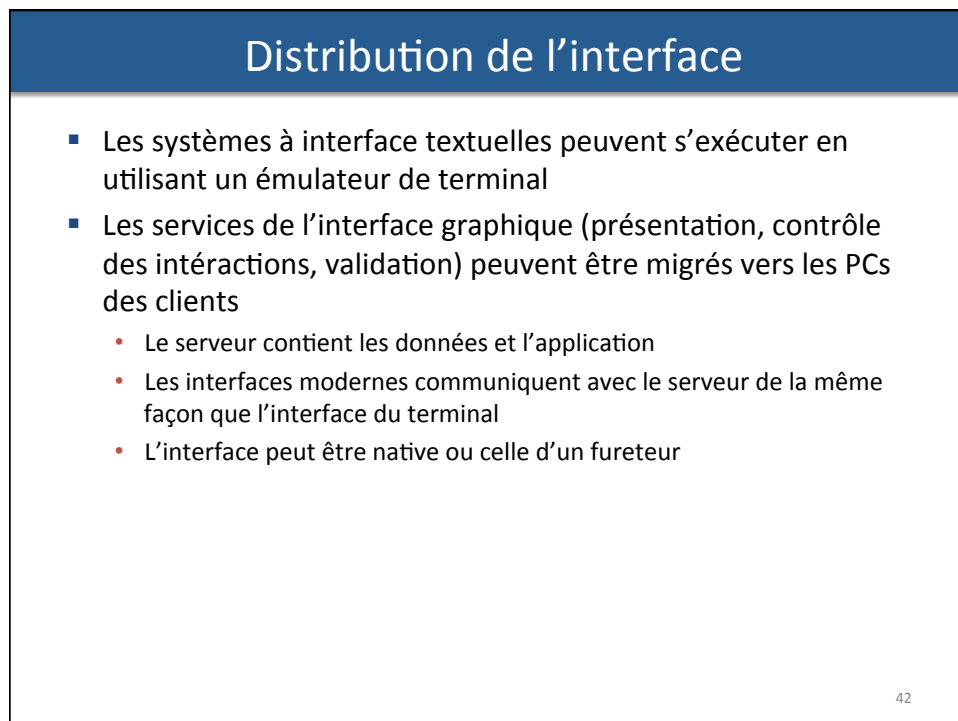 Distribution de l’interface
▪ Les systèmes à interface textuelles peuvent s’exécuter en
utilisant un émulateur de terminal
▪ Les services de l’interface graphique (présentation, contrôle
des intéractions, validation) peuvent être migrés vers les PCs
des clients
• Le serveur contient les données et l’application
• Les interfaces modernes communiquent avec le serveur de la même
façon que l’interface du terminal
• L’interface peut être native ou celle d’un fureteur
42